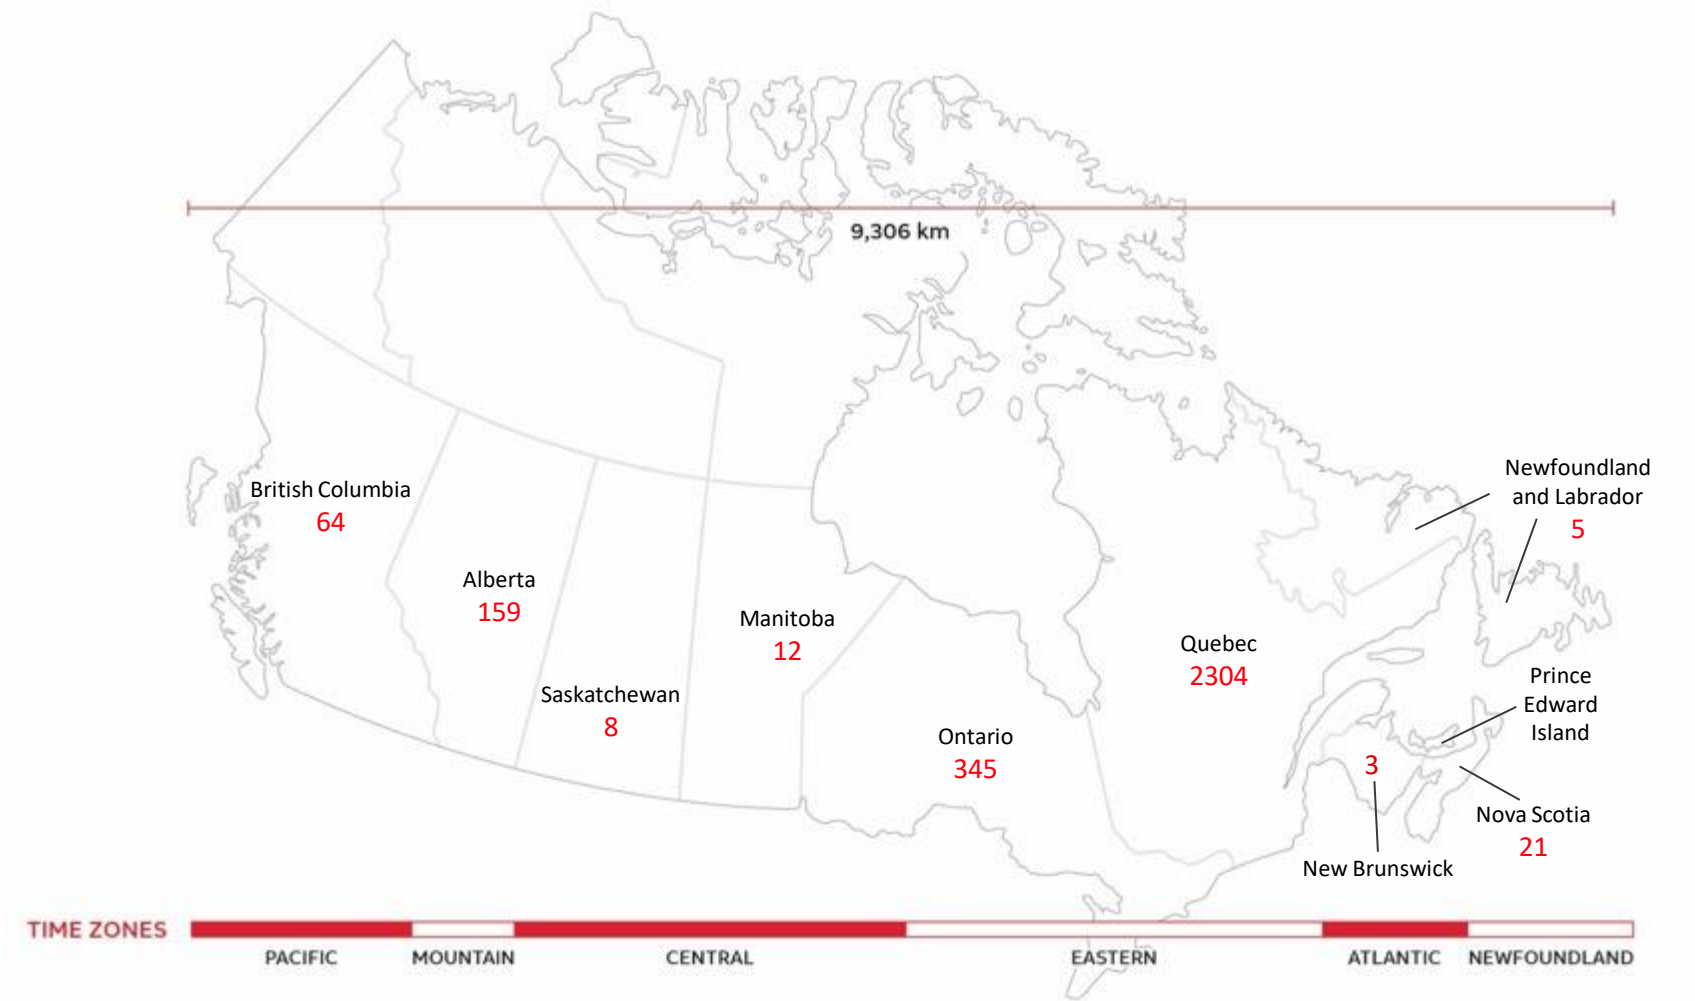 9,306 km
British Columbia
64
Alberta
159
Saskatchewan
8
Manitoba
12
Ontario
345
Quebec
2304
Newfoundland
and Labrador
5
Prince
Edward
Island
3
New Brunswick
Nova Scotia
21
TIME ZONES
PACIFIC
MOUNTAIN
CENTRAL
EASTERN
ATLANTIC
NEWFOUNDLAND